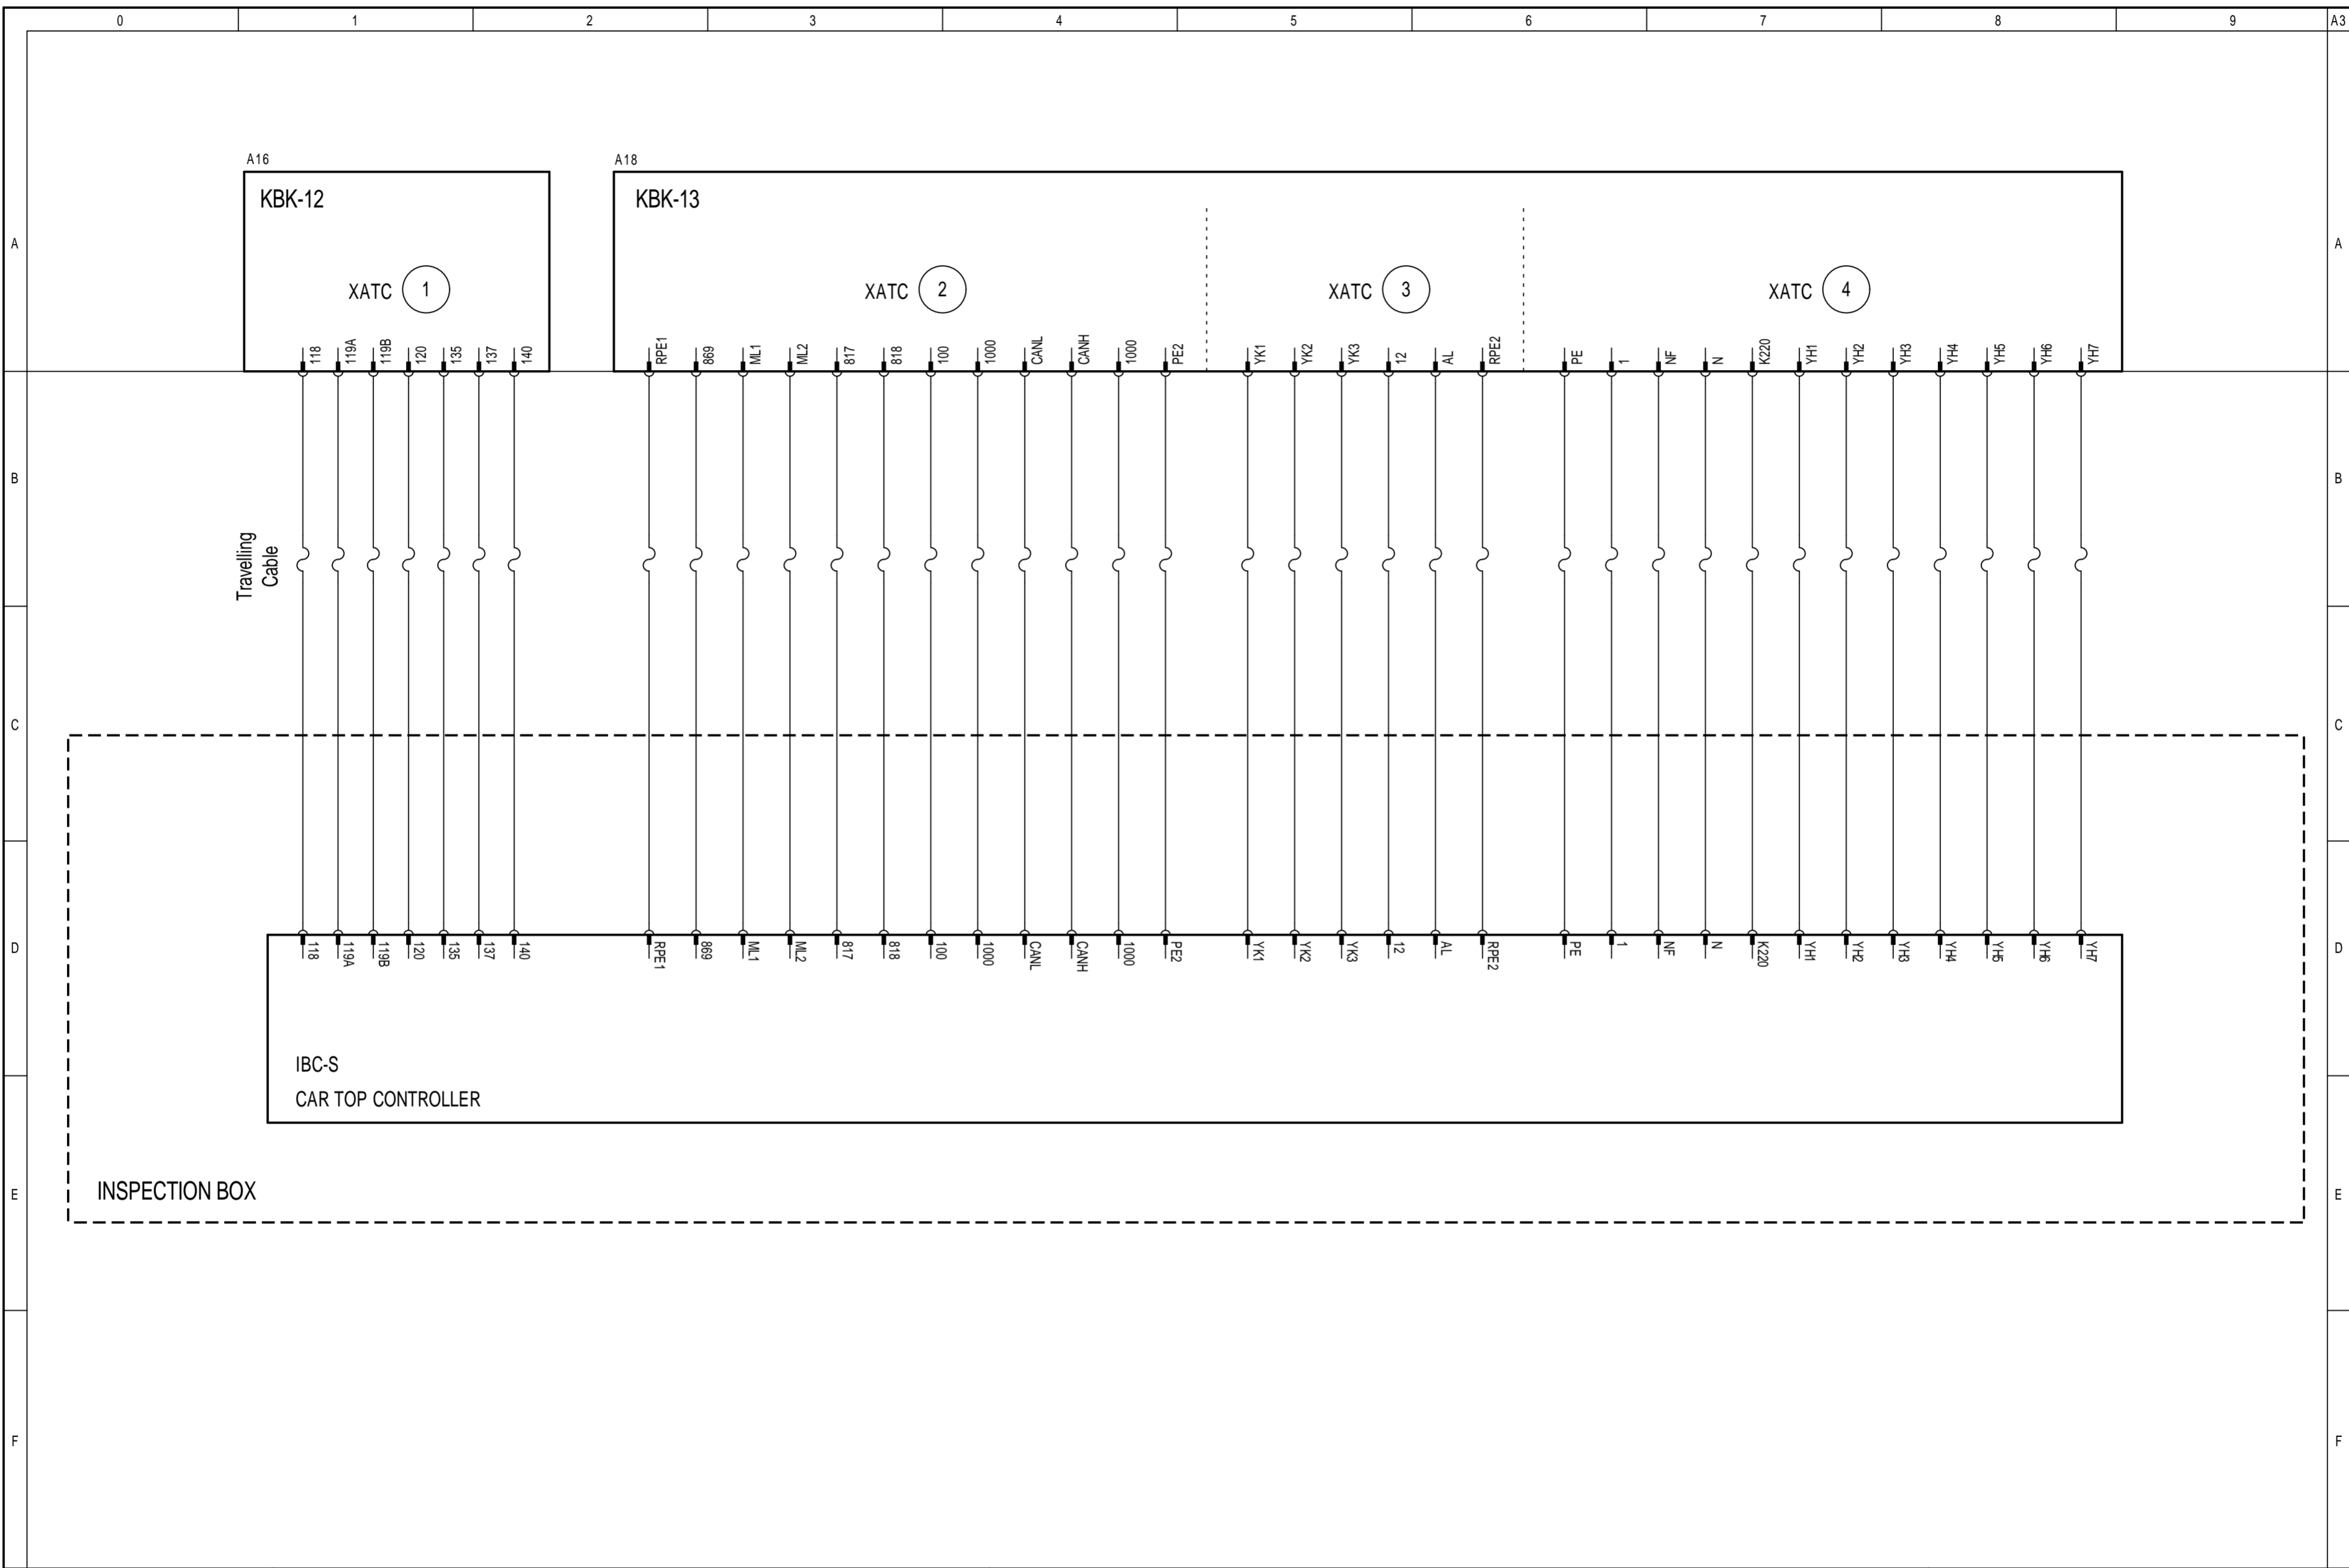 0 1 2 3 4 5 6 7 8 9 A3
A16 A18
KBK-12 KBK-13
A A
XATC 1 XATC 2 XATC 3 XATC 4
118 119A 119B 120 135 137 140 RPE1 869 ML1 ML2 817 818 100 1000 CANL CANH 1000 PE2 YK1 YK2 YK3 12 AL RPE2 PE 1 NF N K220 YH1 YH2 YH3 YH4 YH5 YH6 YH7
B B
Travelling
Cable
C C
118 119A 119B 120 135 137 140 RPE1 869 ML1 ML2 817 818 100 1000 CANL CANH 1000 PE2 YK1 YK2 YK3 12 AL RPE2 PE 1 NF N K220 YH1 YH2 YH3 YH4 YH5 YH6 YH7
D D
IBC-S
CAR TOP CONTROLLER
E E
INSPECTION BOX
F F